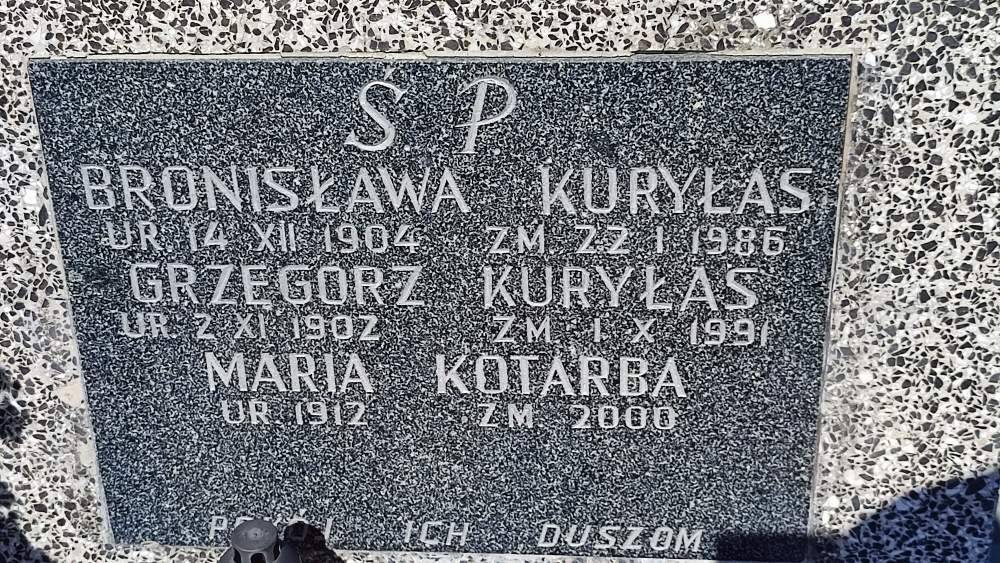 Ś P
BRONISŁAWA KURYŁAS
UR 14 XII 1904 ZM 22 I 1986
GRZEGORZ KURYŁAS
UR. 2 XI 1902 ZM. 1 X 1991
MARIA KOTARBA
UR 1912 ZM 2000
POKÓJ ICH DUSZOM